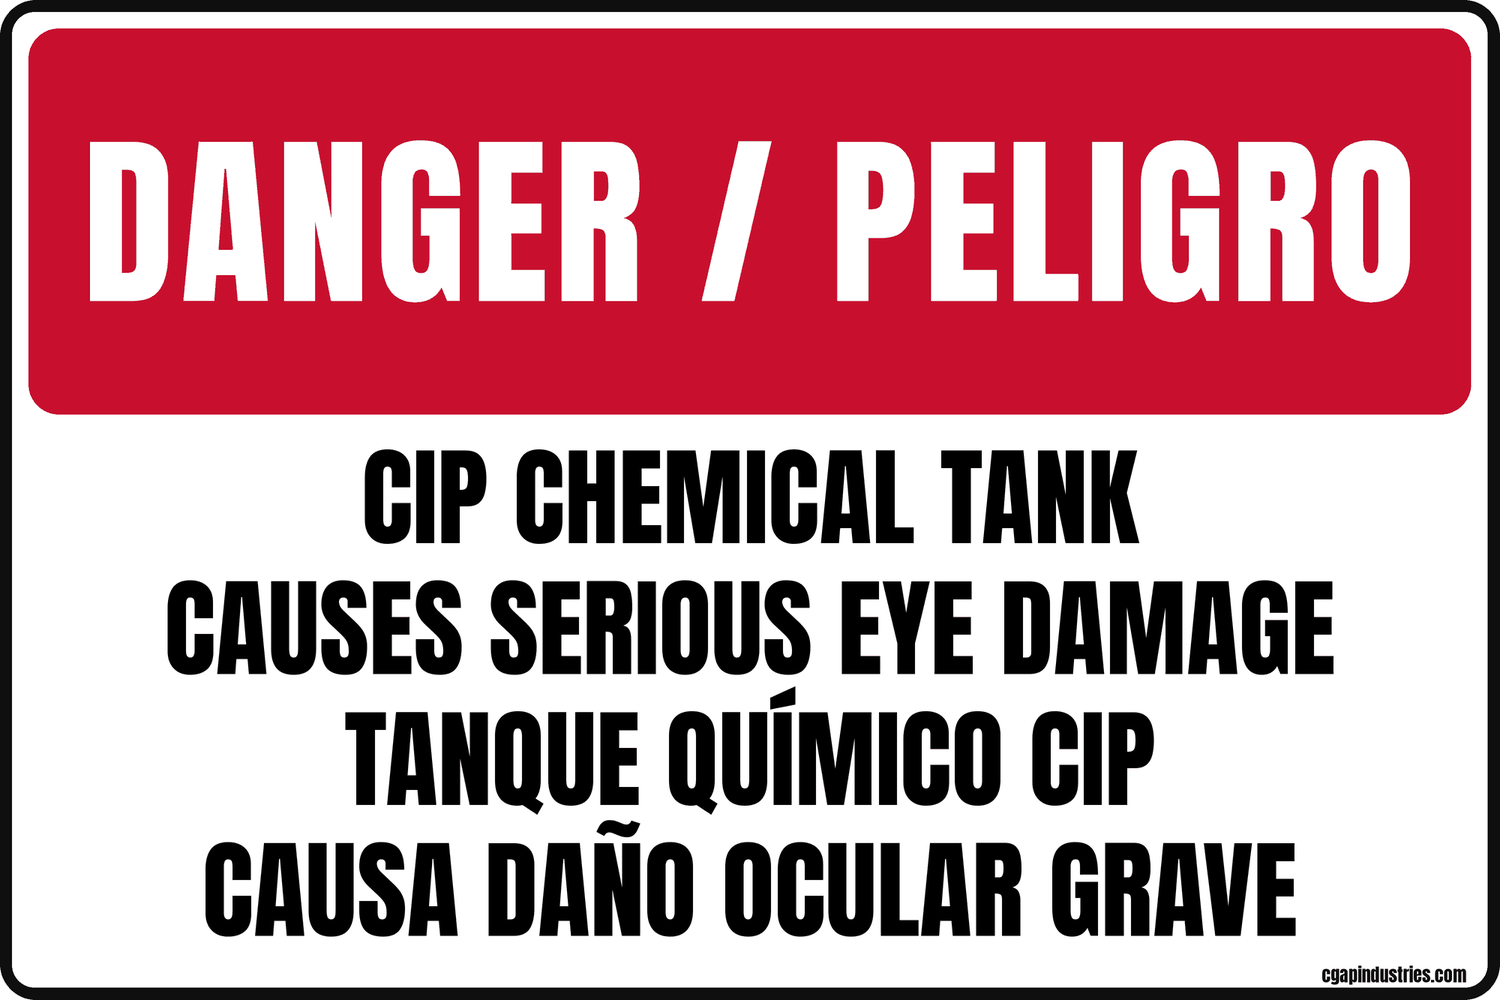 DANGER / PELIGRO
CIP CHEMICAL TANK
CAUSES SERIOUS EYE DAMAGE
TANQUE QUÍMICO CIP
CAUSA DAÑO OCULAR GRAVE
cgapindustries.com